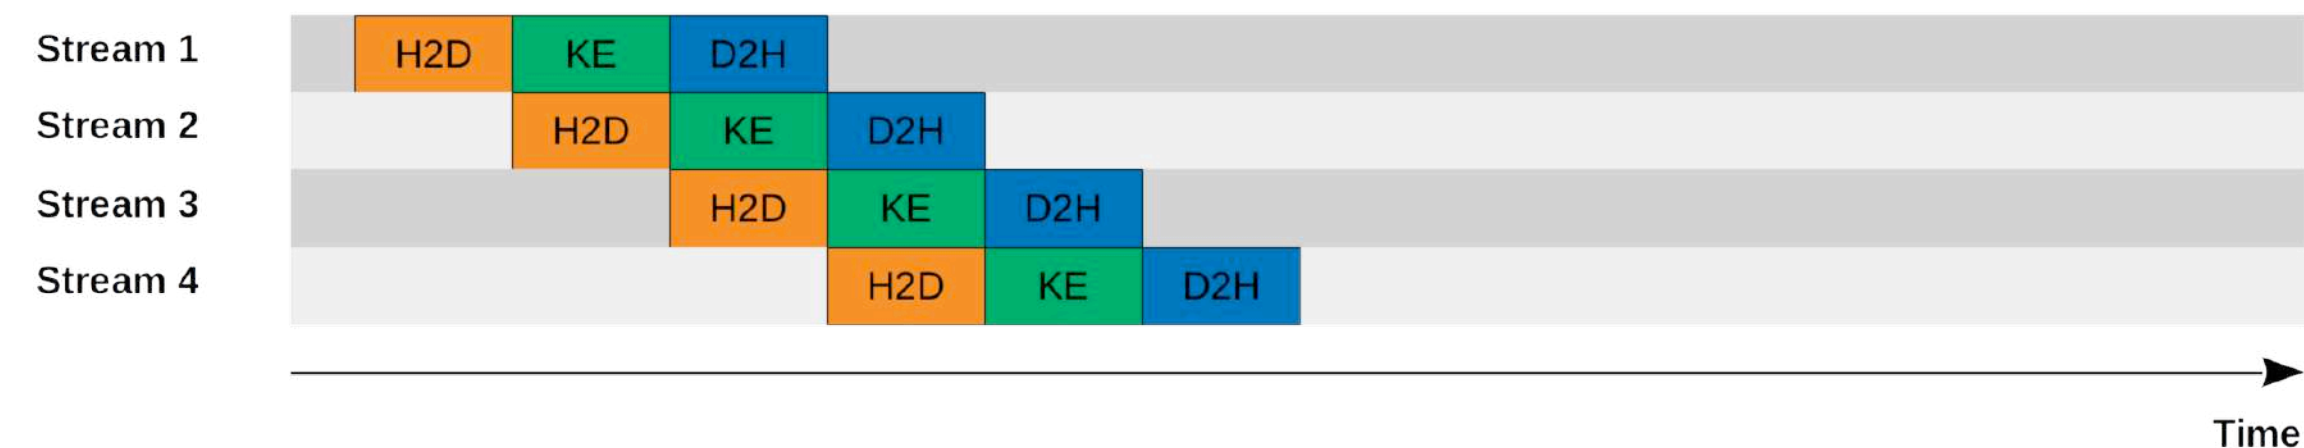 Stream 1 H2D KE D2H
Stream 2 H2D KE D2H
Stream 3 H2D KE D2H
Stream 4 H2D KE D2H
Time